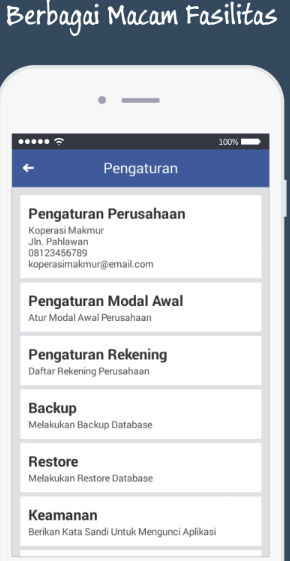 Berbagai Macam Fasilitas
100%
Pengaturan
Pengaturan Perusahaan
Koperasi Makmur
Jln. Pahlawan
08123456789
koperasimakmur@email.com
Pengaturan Modal Awal
Atur Modal Awal Perusahaan
Pengaturan Rekening
Daftar Rekening Perusahaan
Backup
Melakukan Backup Database
Restore
Melakukan Restore Database
Keamanan
Berikan Kata Sandi Untuk Mengunci Aplikasi